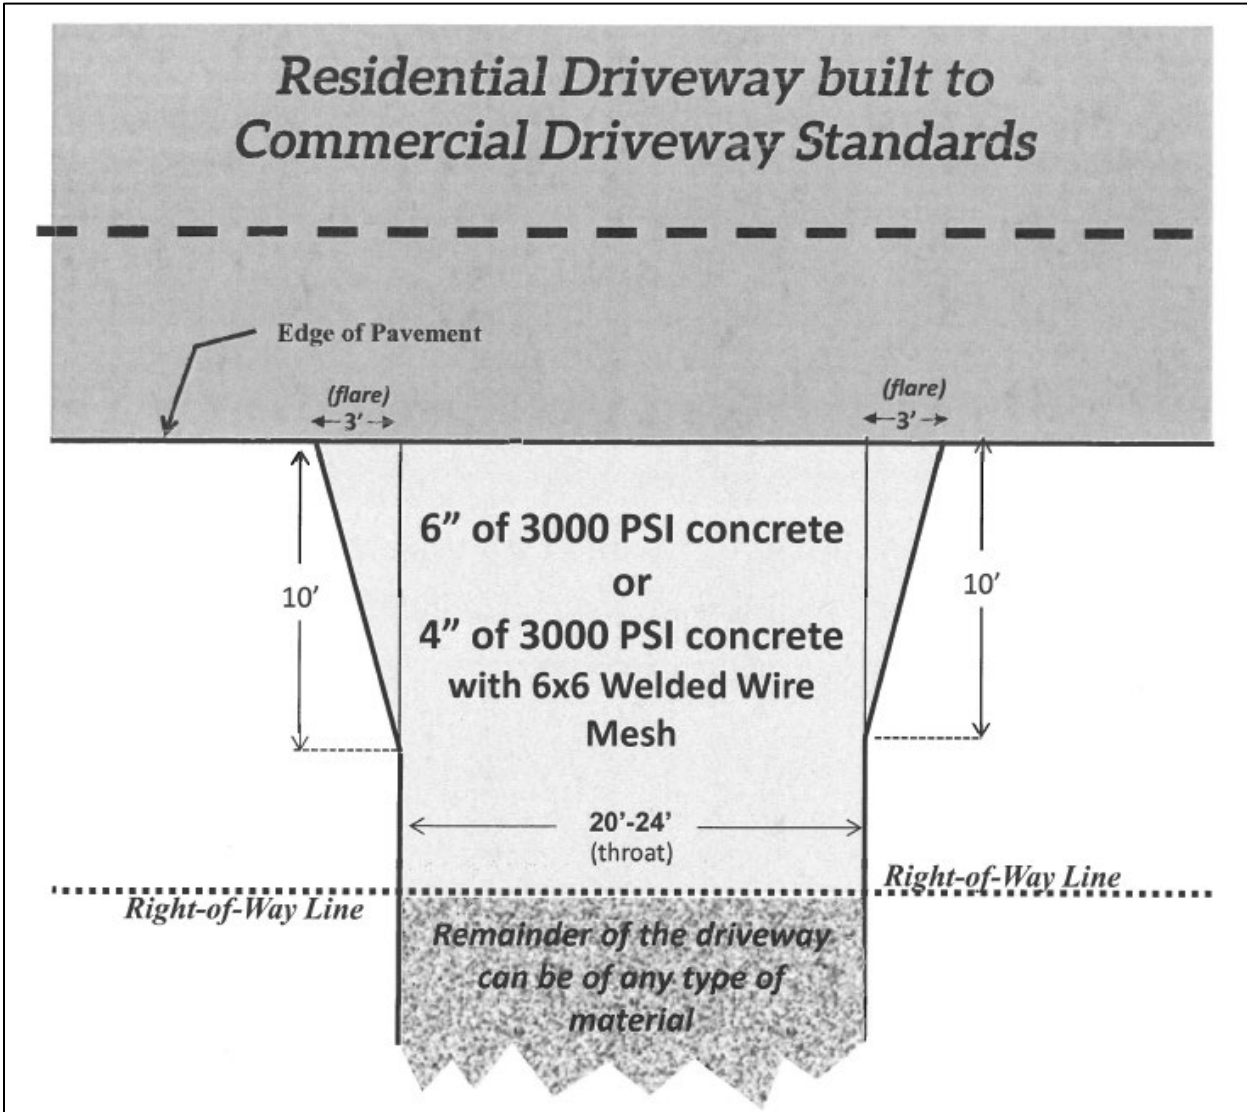 Residential Driveway built to
Commercial Driveway Standards
Edge of Pavement
(flare)
3’
(flare)
3’
6” of 3000 PSI concrete
or
4” of 3000 PSI concrete
with 6x6 Welded Wire
Mesh
10’
10’
20’-24’
(throat)
Right-of-Way Line
Right-of-Way Line
Remainder of the driveway
can be of any type of
material